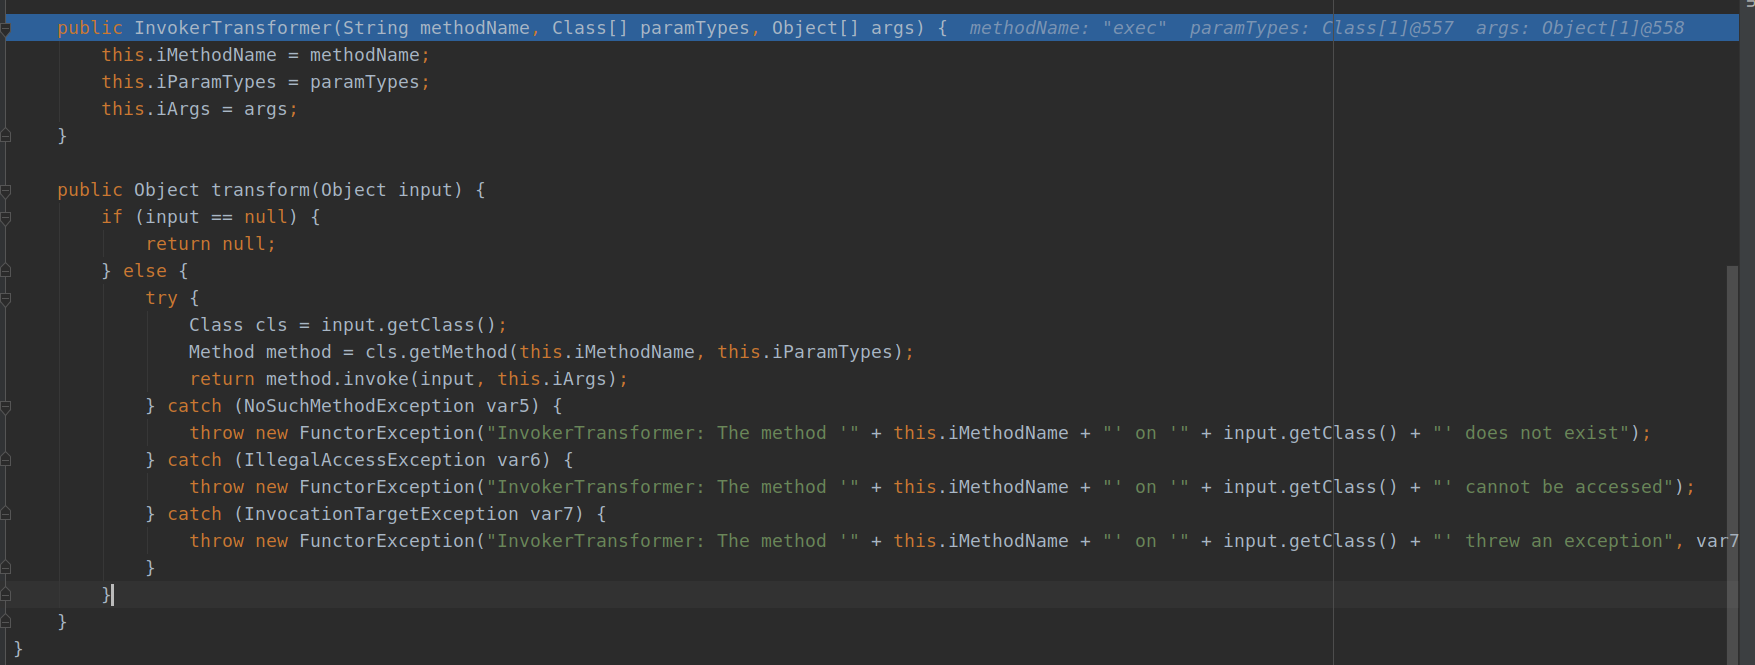 public InvokerTransformer(String methodName, Class[] paramTypes, Object[] args) {  methodName: "exec"  paramTypes: Class[1]@557  args: Object[1]@558
    this.iMethodName = methodName;
    this.iParamTypes = paramTypes;
    this.iArgs = args;
}
public Object transform(Object input) {
    if (input == null) {
        return null;
    } else {
        try {
            Class cls = input.getClass();
            Method method = cls.getMethod(this.iMethodName, this.iParamTypes);
            return method.invoke(input, this.iArgs);
        } catch (NoSuchMethodException var5) {
            throw new FunctorException("InvokerTransformer: The method '" + this.iMethodName + "' on '" + input.getClass() + "' does not exist");
        } catch (IllegalAccessException var6) {
            throw new FunctorException("InvokerTransformer: The method '" + this.iMethodName + "' on '" + input.getClass() + "' cannot be accessed");
        } catch (InvocationTargetException var7) {
            throw new FunctorException("InvokerTransformer: The method '" + this.iMethodName + "' on '" + input.getClass() + "' threw an exception", var7
        }
    }
}
}